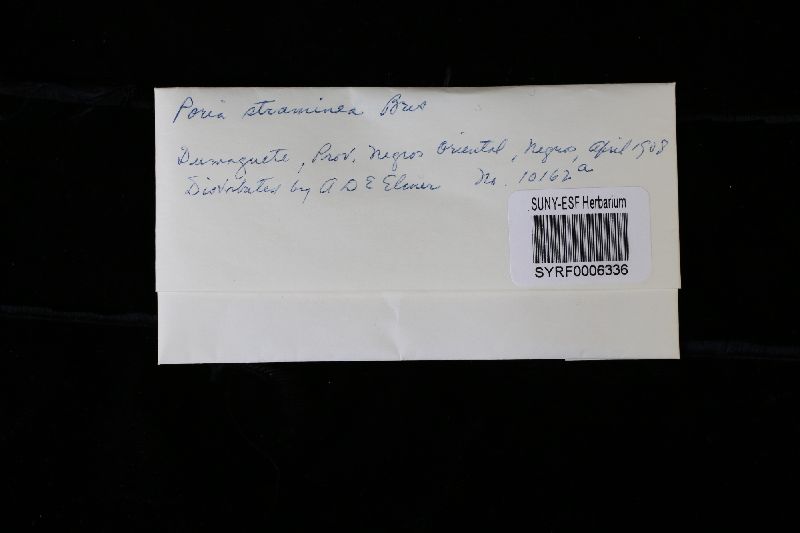 Poria straminea Bres
Dumaguete, Prov. Negros Oriental, Negros, April 1908
Distributed by A D E Elmer No. 10162a
SUNY-ESF Herbarium
SYRF0006336